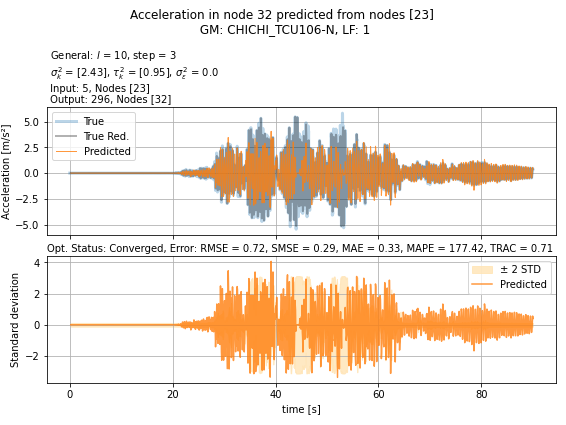 Acceleration in node 32 predicted from nodes [23]
GM: CHICHI_TCU106-N, LF: 1
General: l = 10, step = 3
σ²ₖ = [2.43], τ²ₖ = [0.95], σ²ε = 0.0
Input: 5, Nodes [23]
Output: 296, Nodes [32]
Acceleration [m/s²]
5.0
2.5
0.0
−2.5
−5.0
True
True Red.
Predicted
Opt. Status: Converged, Error: RMSE = 0.72, SMSE = 0.29, MAE = 0.33, MAPE = 177.42, TRAC = 0.71
Standard deviation
4
2
0
−2
± 2 STD
Predicted
0 20 40 60 80
time [s]